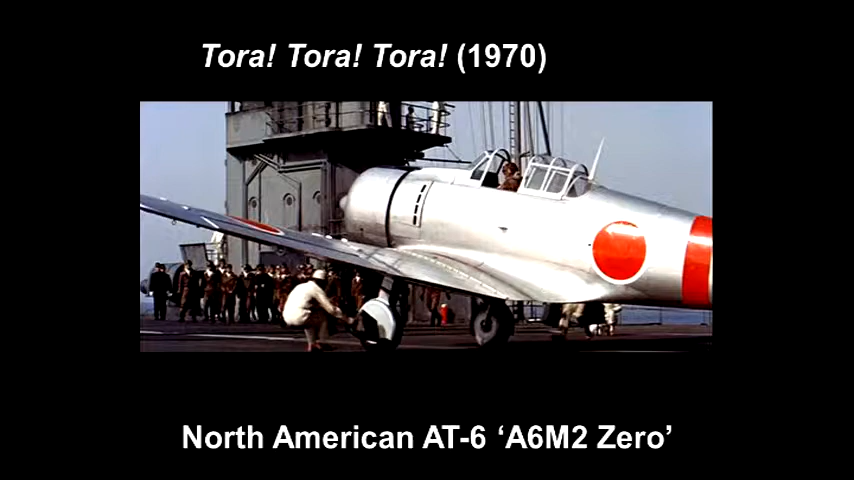 Tora! Tora! Tora! (1970)
North American AT-6 ‘A6M2 Zero’